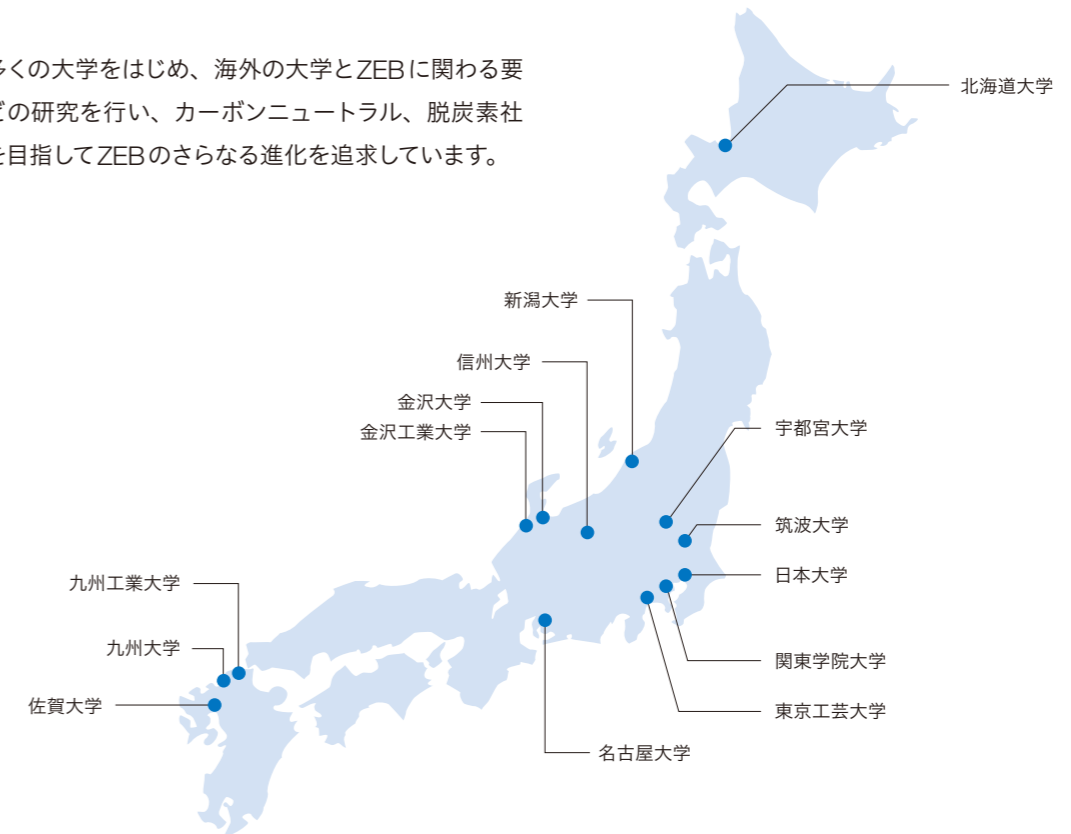 多くの大学をはじめ、海外の大学とZEBに関わる要
どの研究を行い、カーボンニュートラル、脱炭素社
を目指してZEBのさらなる進化を追求しています。
北海道大学
新潟大学
信州大学
金沢大学
金沢工業大学
宇都宮大学
筑波大学
日本大学
九州工業大学
九州大学
佐賀大学
関東学院大学
東京工芸大学
名古屋大学